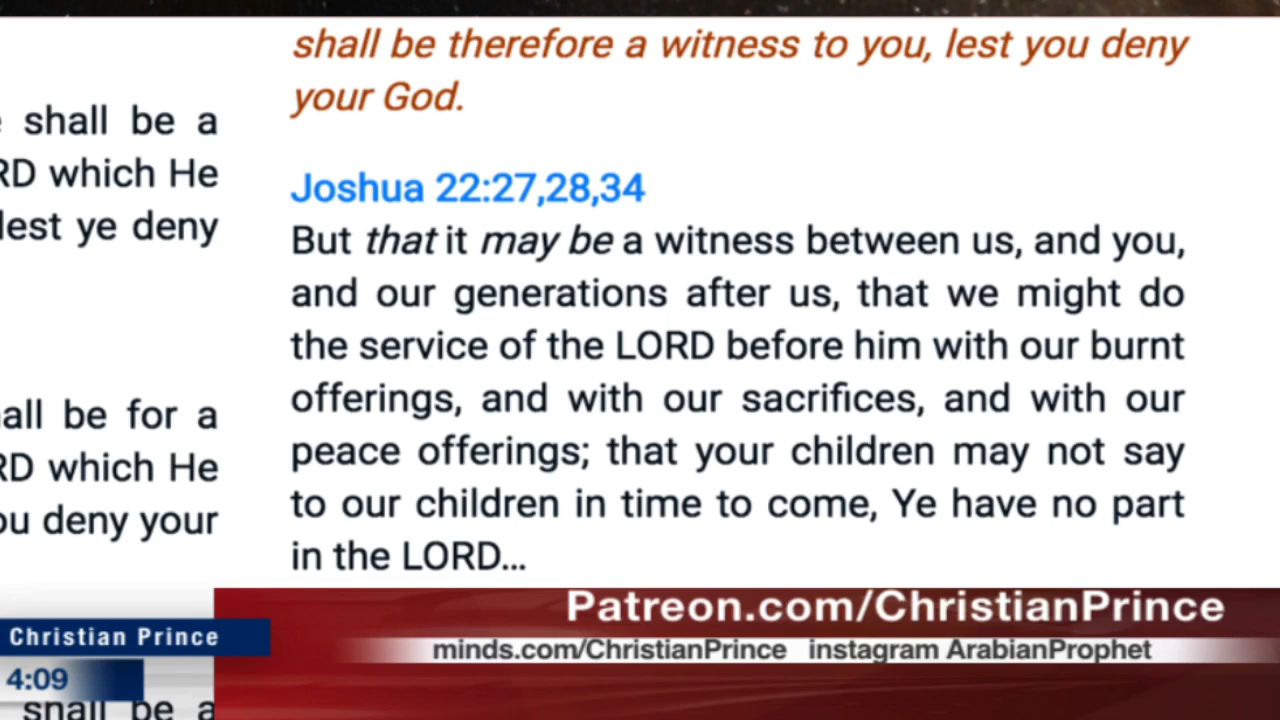 shall be therefore a witness to you, lest you deny
your God.
shall be a
RD which He
lest ye deny
Joshua 22:27,28,34
But that it may be a witness between us, and you,
and our generations after us, that we might do
the service of the LORD before him with our burnt
offerings, and with our sacrifices, and with our
peace offerings; that your children may not say
to our children in time to come, Ye have no part
in the LORD...
all be for a
RD which He
ou deny your
Christian Prince
4:09
shall be a
Patreon.com/ChristianPrince
minds.com/ChristianPrince instagram ArabianProphet